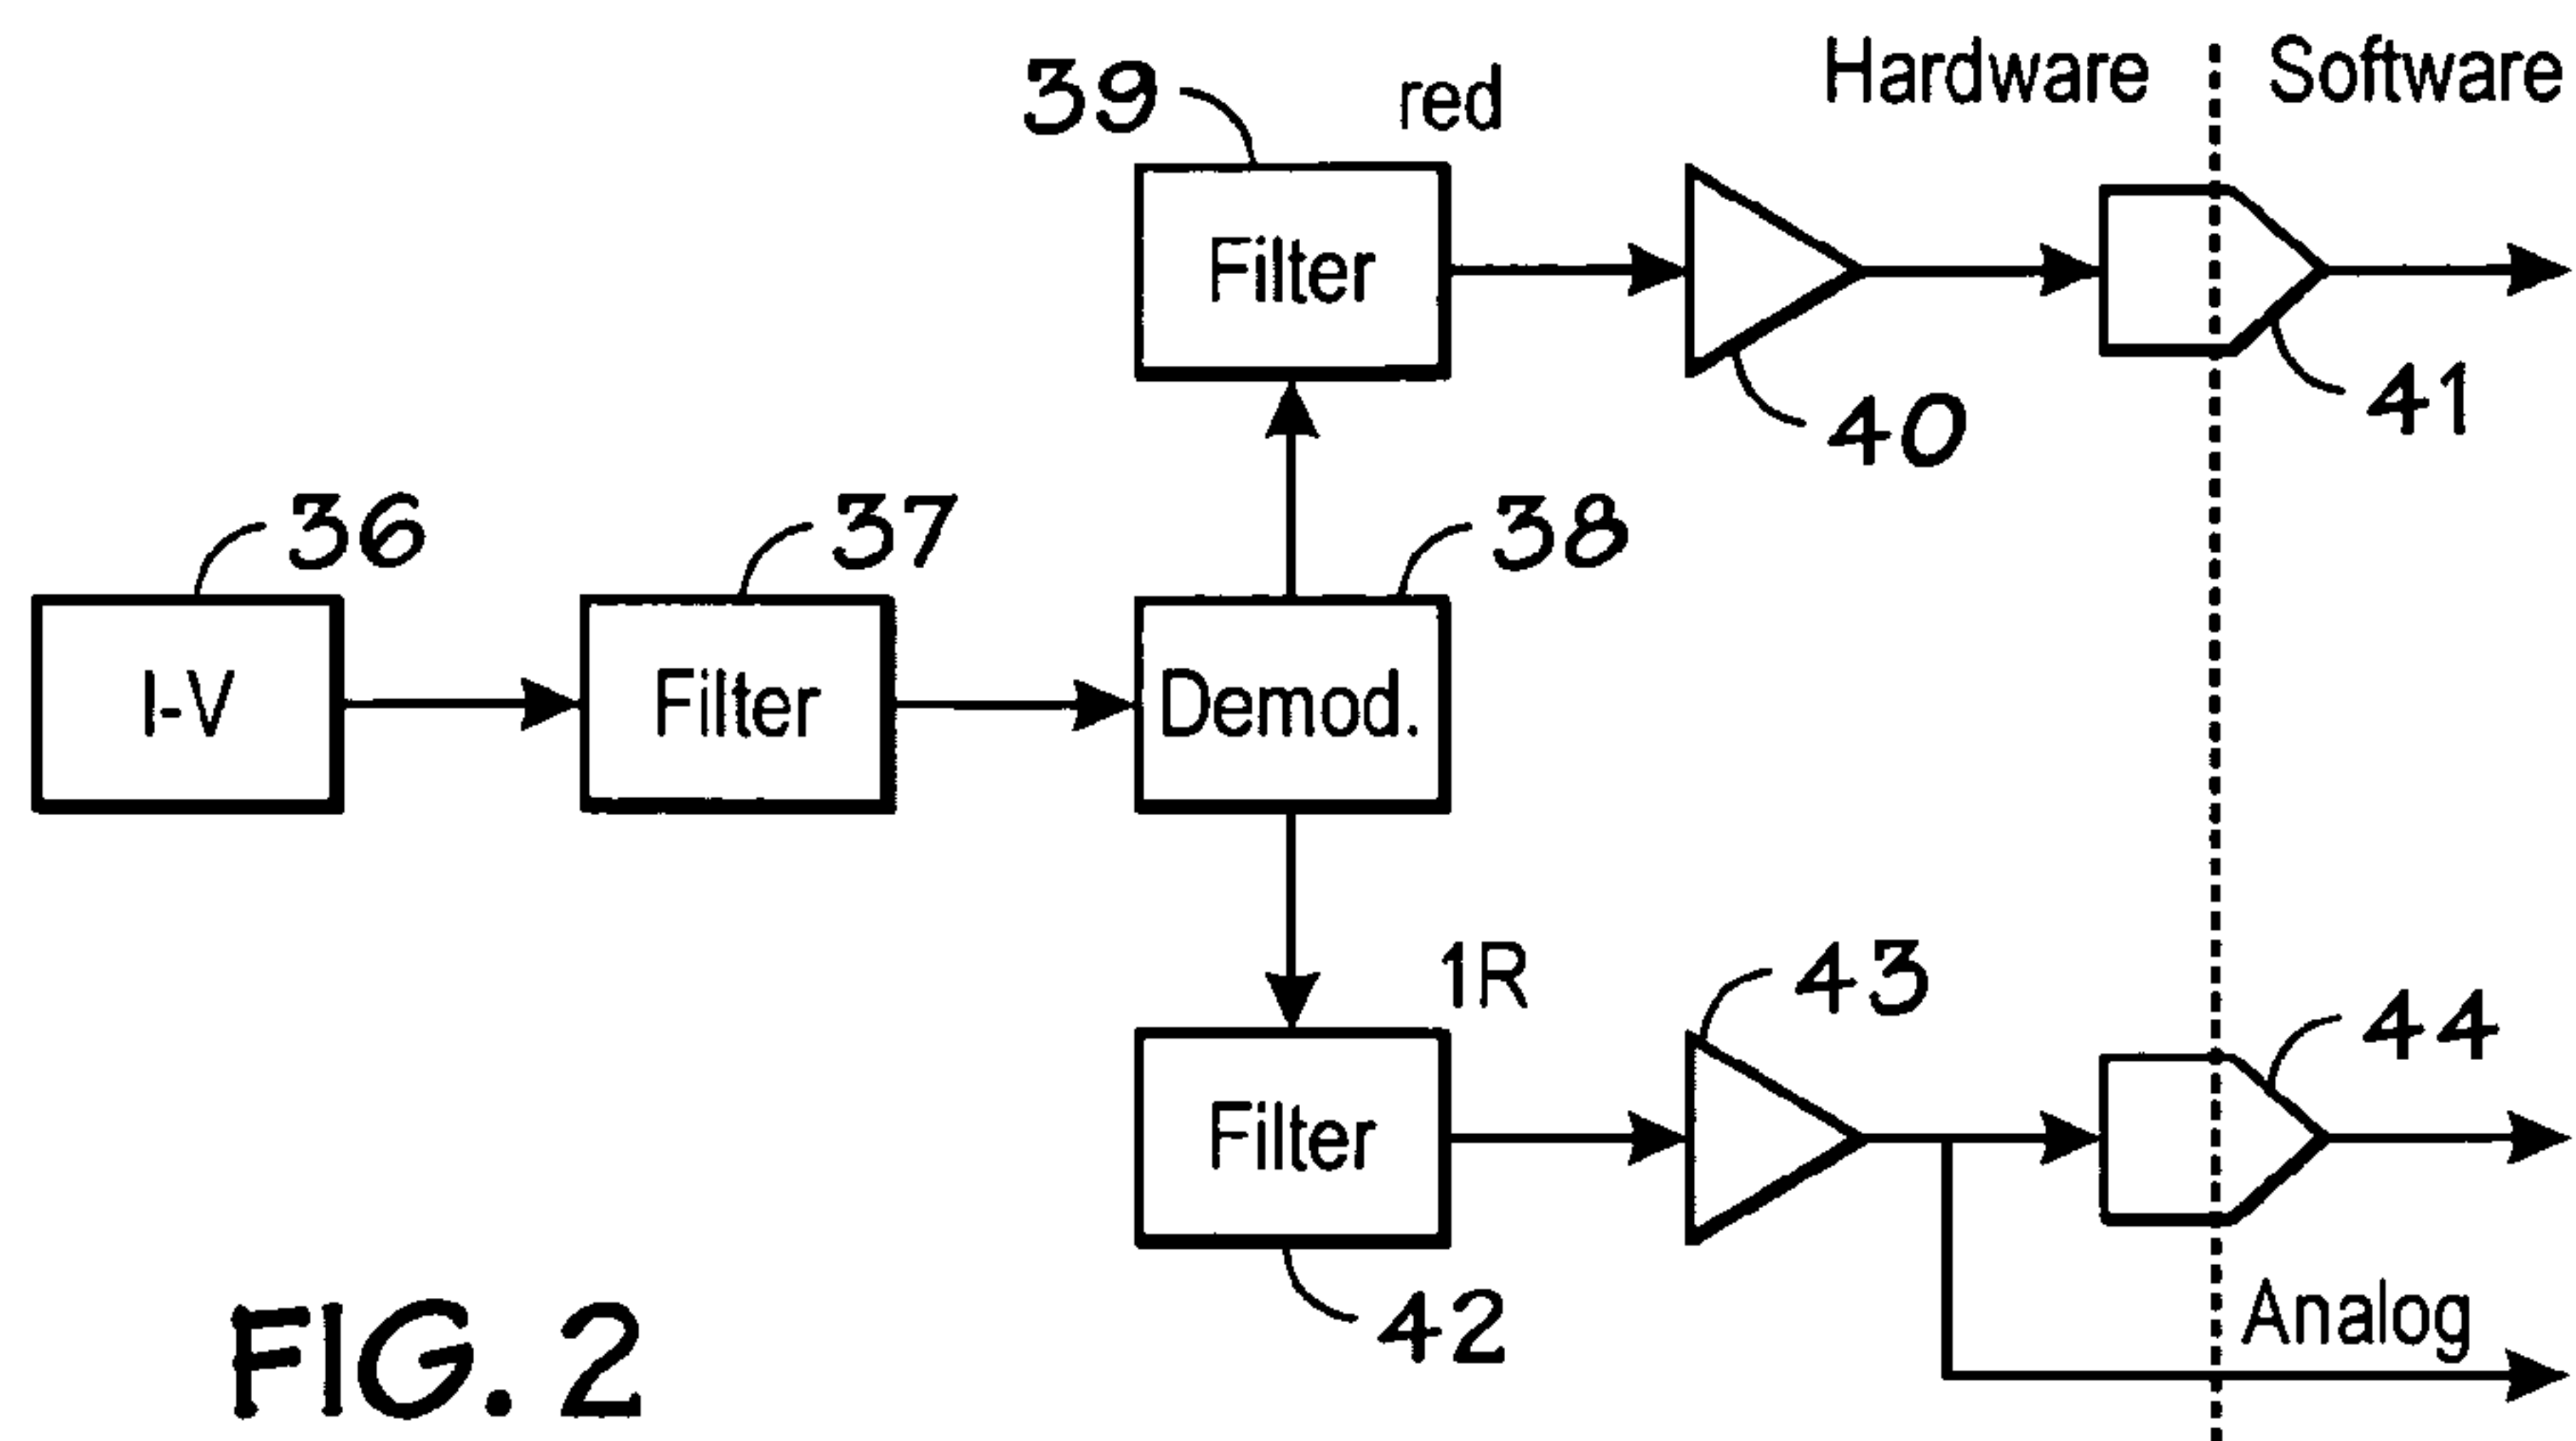 39
red
Hardware
Software
Filter
40
41
36
37
38
I-V
Filter
Demod.
1R
43
44
Filter
42
Analog
FIG. 2